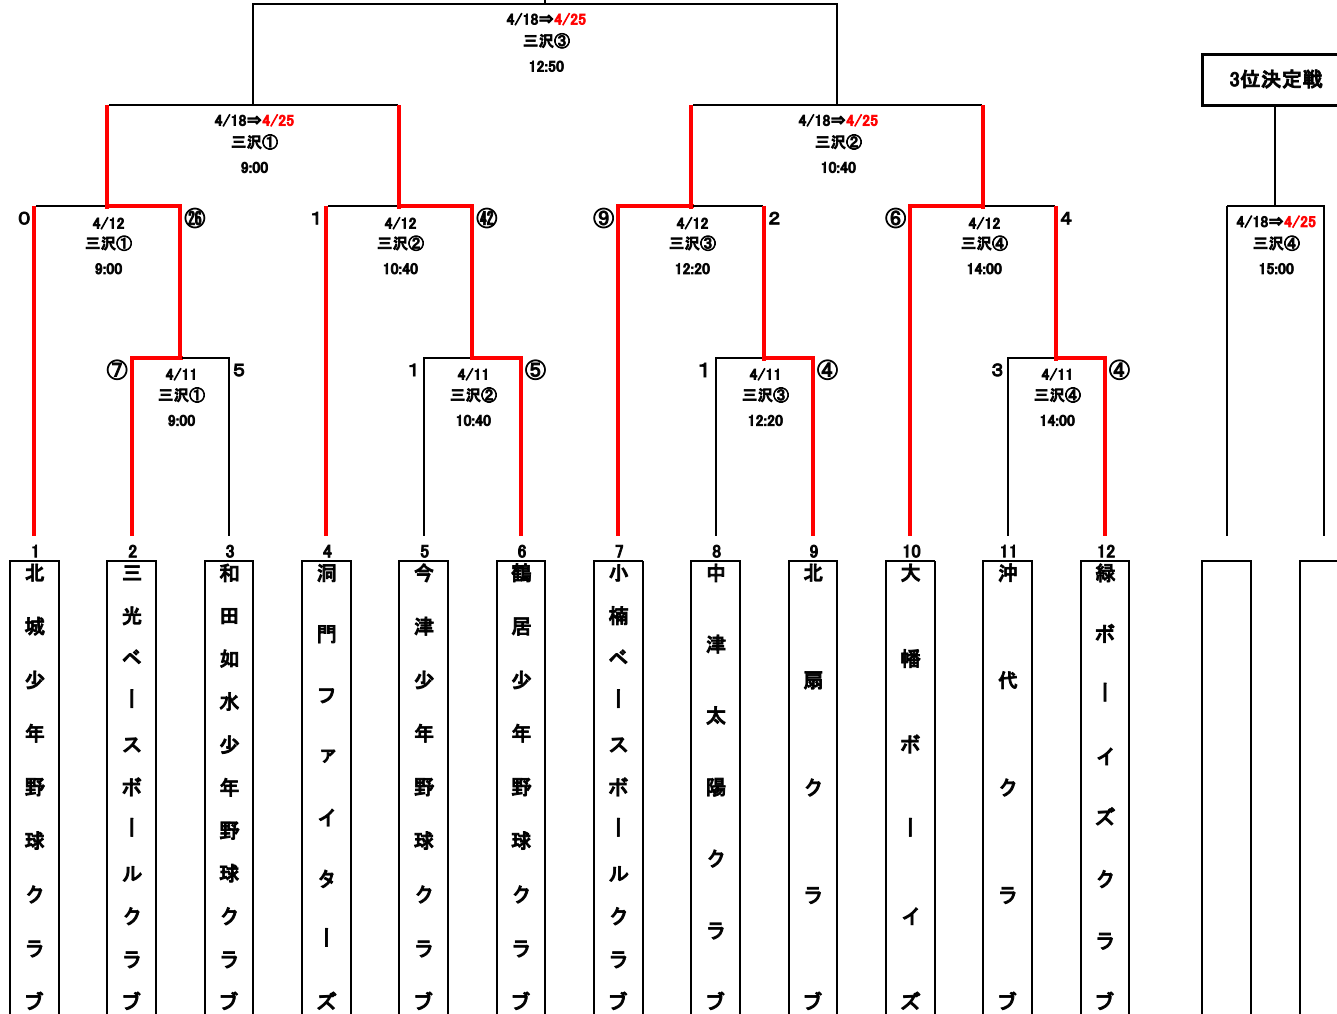 4/18⇒4/25
三沢③
12:50
3位決定戦
4/18⇒4/25
三沢①
9:00
4/18⇒4/25
三沢②
10:40
0
4/12
三沢①
9:00
㉖
1
4/12
三沢②
10:40
㊷
⑨
4/12
三沢③
12:20
2
⑥
4/12
三沢④
14:00
4
4/18⇒4/25
三沢④
15:00
⑦
4/11
三沢①
9:00
5
1
4/11
三沢②
10:40
⑤
1
4/11
三沢③
12:20
④
3
4/11
三沢④
14:00
④
1
北城少年野球クラブ
2
三光ベースボールクラブ
3
和田如水少年野球クラブ
4
洞門ファイターズ
5
今津少年野球クラブ
6
鶴居少年野球クラブ
7
小楠ベースボールクラブ
8
中津太陽クラブ
9
北扇クラブ
10
大幡ボーイズ
11
沖代クラブ
12
緑ボーイズクラブ